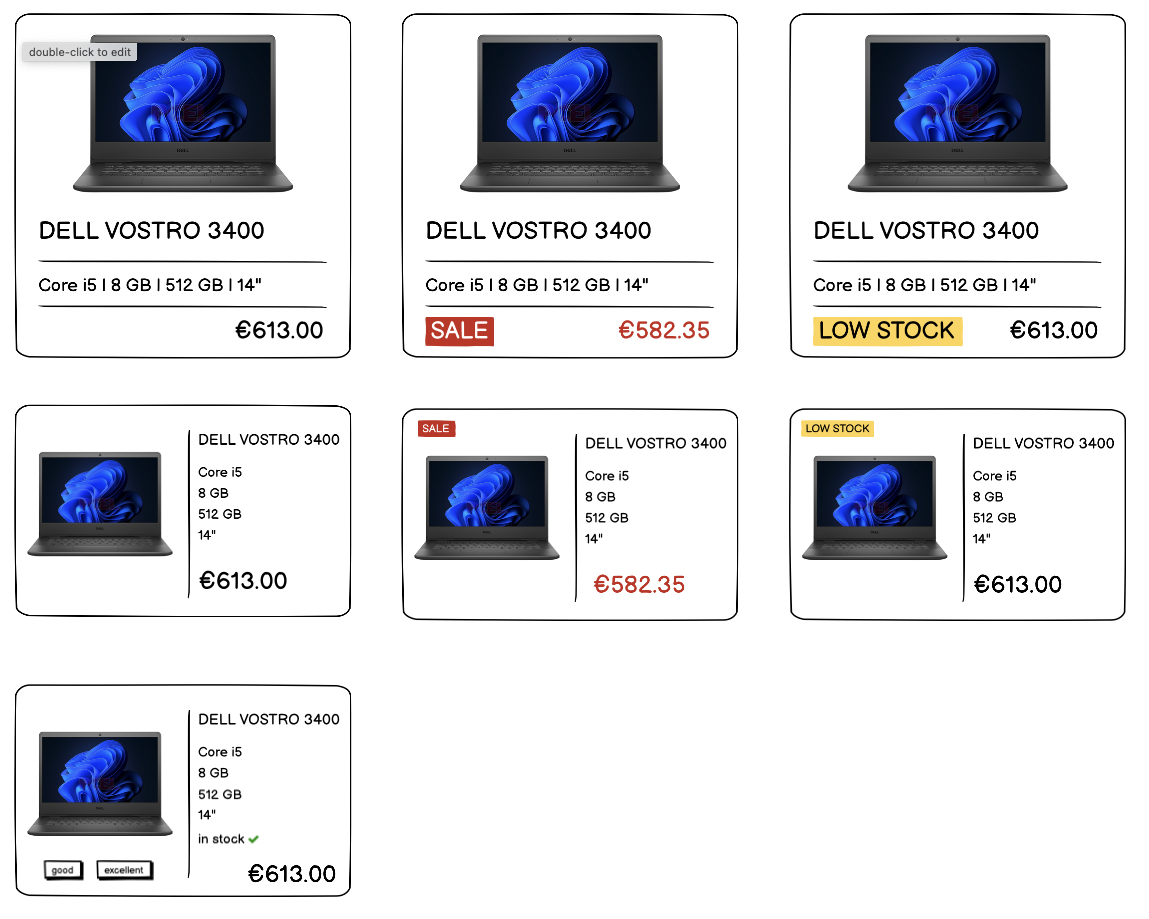 double-click to edit
DELL
DELL VOSTRO 3400
Core i5 | 8 GB | 512 GB | 14"
€613.00
DELL
DELL VOSTRO 3400
Core i5 | 8 GB | 512 GB | 14"
SALE €582.35
DELL
DELL VOSTRO 3400
Core i5 | 8 GB | 512 GB | 14"
LOW STOCK €613.00
DELL VOSTRO 3400
Core i5
8 GB
512 GB
14"
€613.00
SALE
DELL VOSTRO 3400
Core i5
8 GB
512 GB
14"
€582.35
LOW STOCK
DELL VOSTRO 3400
Core i5
8 GB
512 GB
14"
€613.00
DELL VOSTRO 3400
Core i5
8 GB
512 GB
14"
in stock
good excellent
€613.00